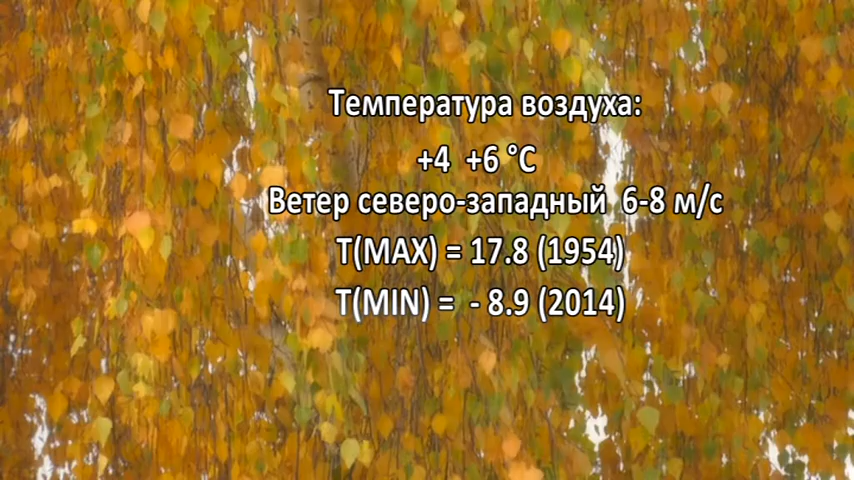 Температура воздуха:
+4 +6 °C
Ветер северо-западный 6-8 м/с
T(MAX) = 17.8 (1954)
T(MIN) = - 8.9 (2014)